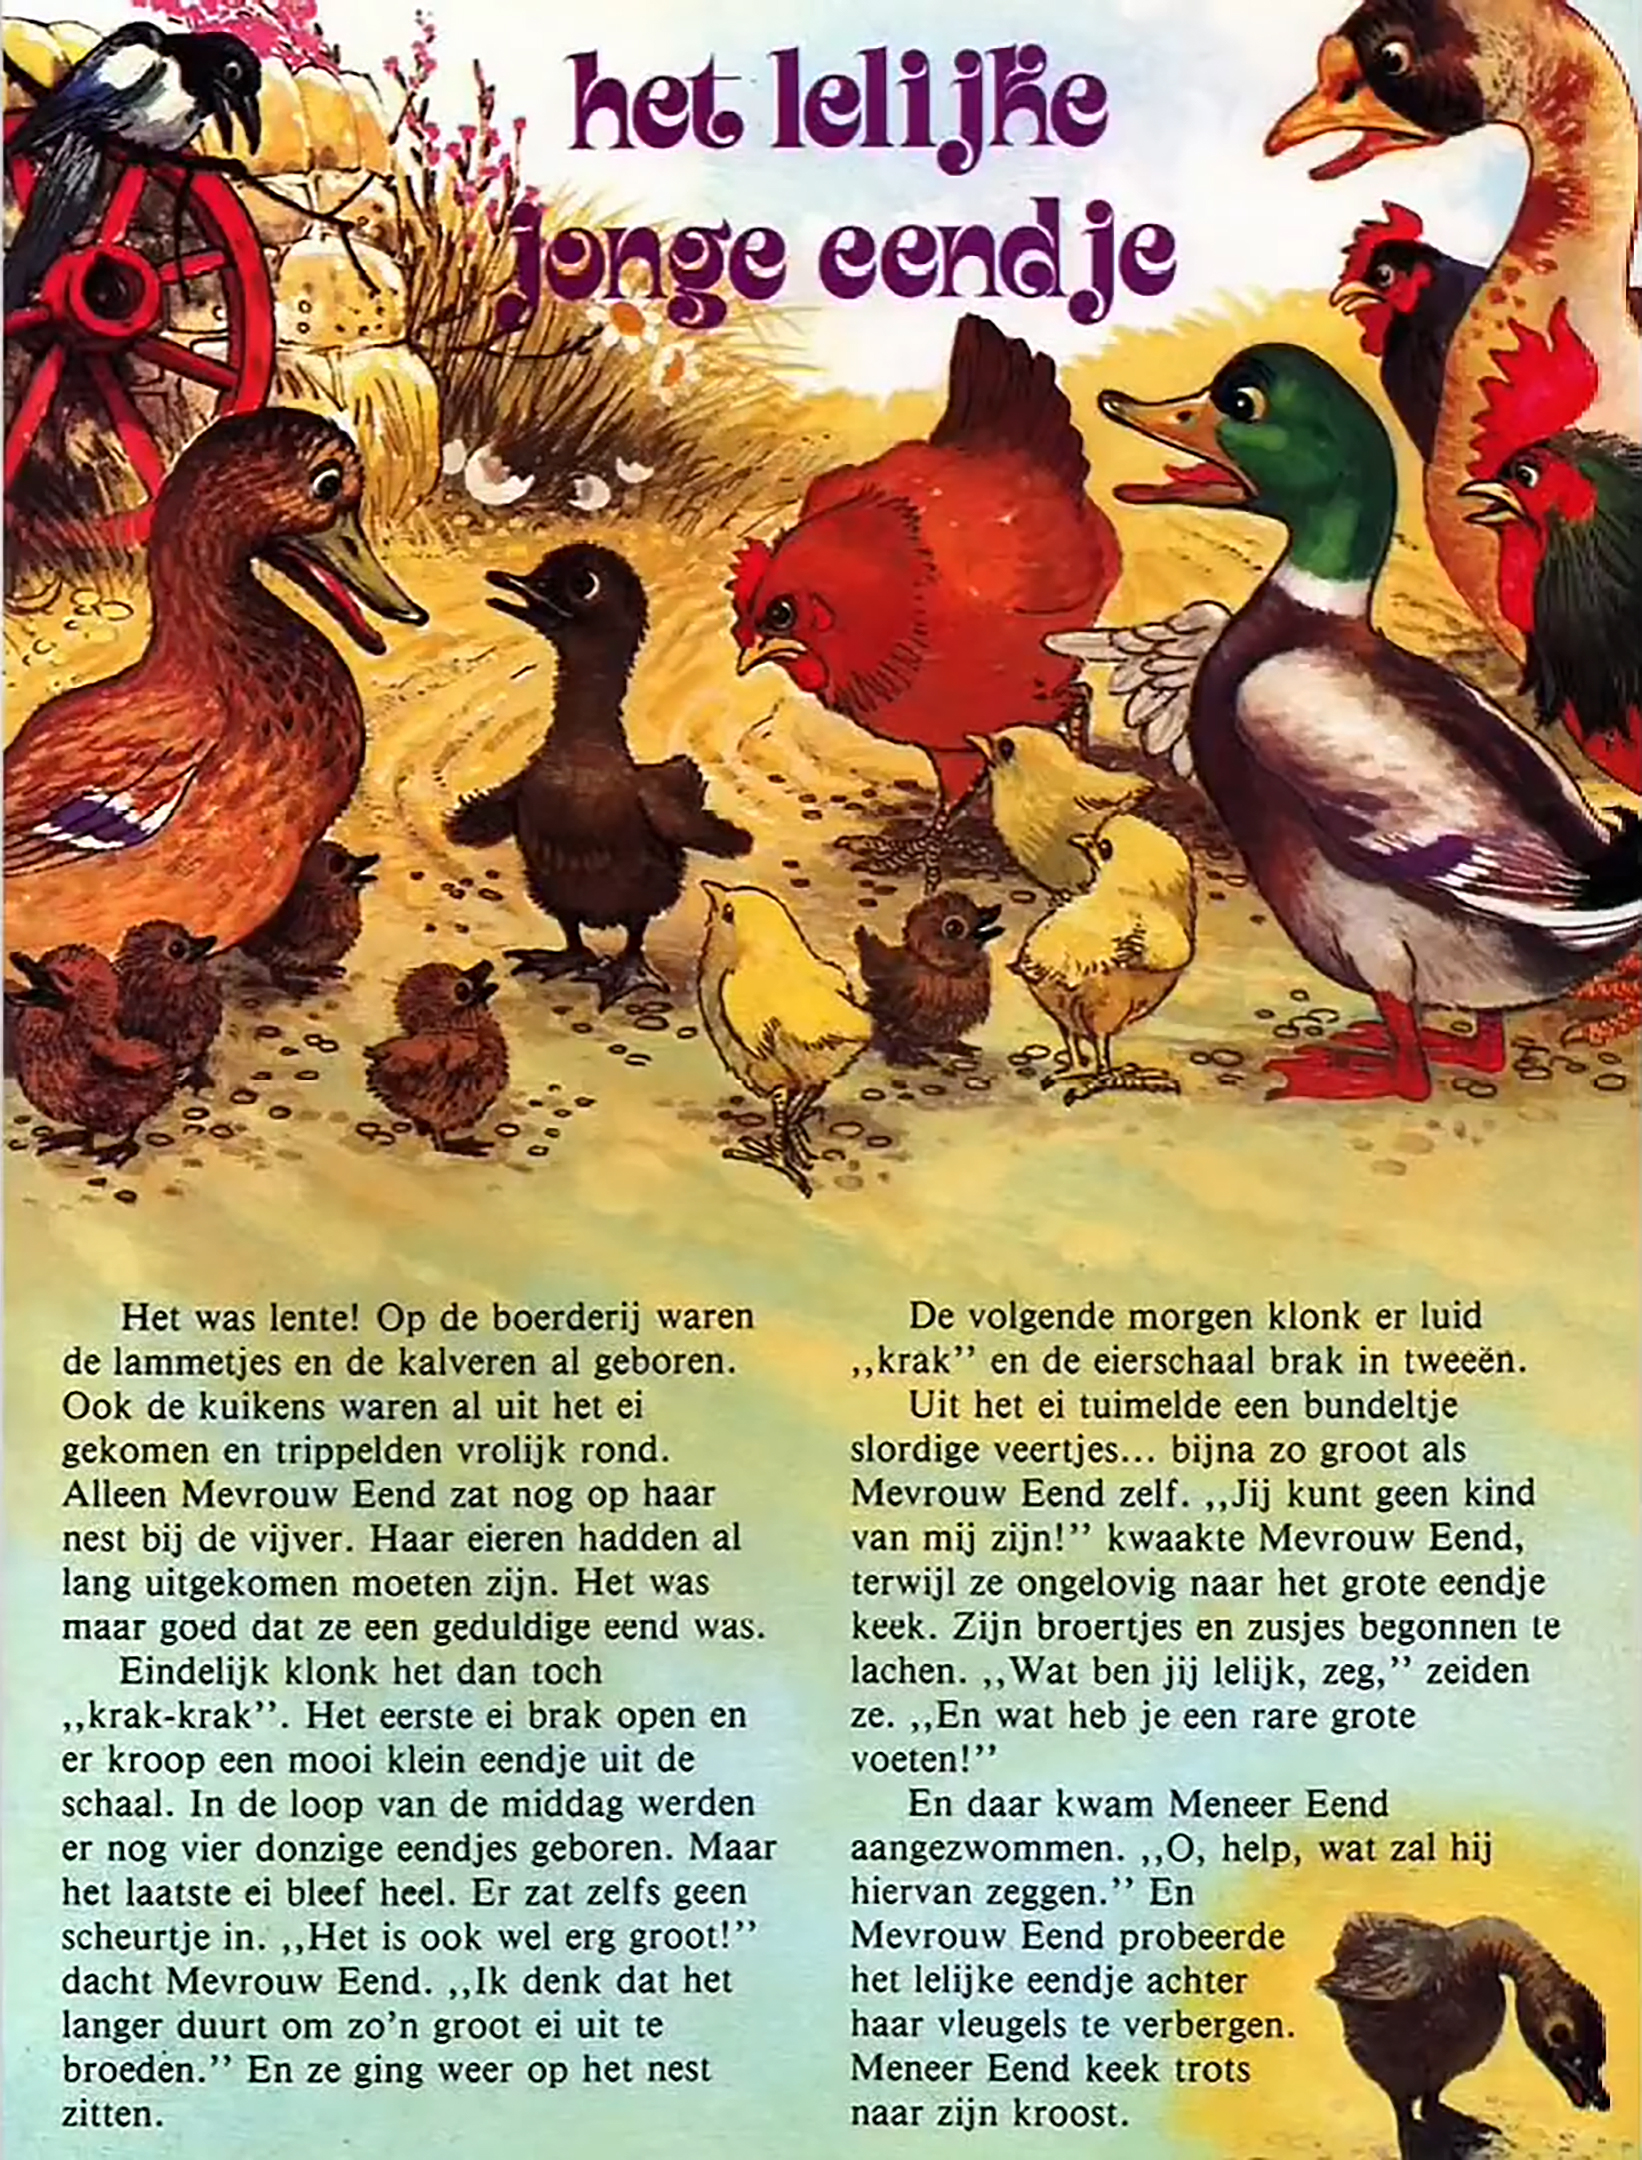 het lelijke
jonge eendje
Het was lente! Op de boerderij waren
de lammetjes en de kalveren al geboren.
Ook de kuikens waren al uit het ei
gekomen en trippelden vrolijk rond.
Alleen Mevrouw Eend zat nog op haar
nest bij de vijver. Haar eieren hadden al
lang uitgekomen moeten zijn. Het was
maar goed dat ze een geduldige eend was.
Eindelijk klonk het dan toch
,,krak-krak’’. Het eerste ei brak open en
er kroop een mooi klein eendje uit de
schaal. In de loop van de middag werden
er nog vier donzige eendjes geboren. Maar
het laatste ei bleef heel. Er zat zelfs geen
scheurtje in. ,,Het is ook wel erg groot!’’
dacht Mevrouw Eend. ,,Ik denk dat het
langer duurt om zo’n groot ei uit te
broeden.’’ En ze ging weer op het nest
zitten.
De volgende morgen klonk er luid
,,krak’’ en de eierschaal brak in tweeën.
Uit het ei tuimelde een bundeltje
slordige veertjes... bijna zo groot als
Mevrouw Eend zelf. ,,Jij kunt geen kind
van mij zijn!’’ kwaakte Mevrouw Eend,
terwijl ze ongelovig naar het grote eendje
keek. Zijn broertjes en zusjes begonnen te
lachen. ,,Wat ben jij lelijk, zeg,’’ zeiden
ze. ,,En wat heb je een rare grote
voeten!’’
En daar kwam Meneer Eend
aangezwommen. ,,O, help, wat zal hij
hiervan zeggen.’’ En
Mevrouw Eend probeerde
het lelijke eendje achter
haar vleugels te verbergen.
Meneer Eend keek trots
naar zijn kroost.